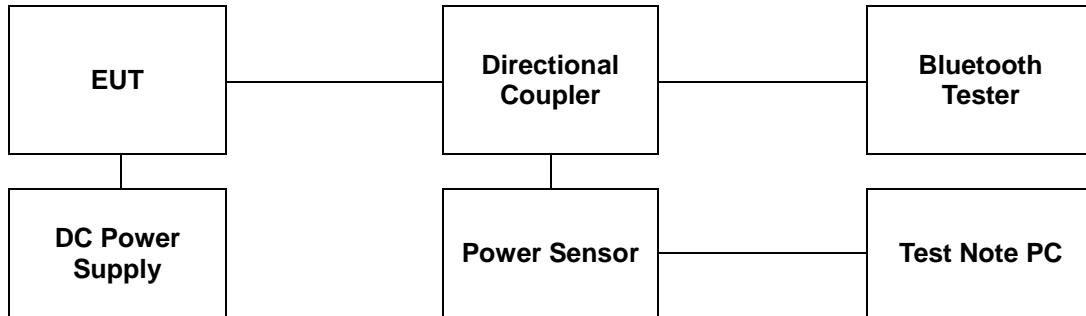 EUT
Directional
Coupler
Bluetooth
Tester
DC Power
Supply
Power Sensor
Test Note PC